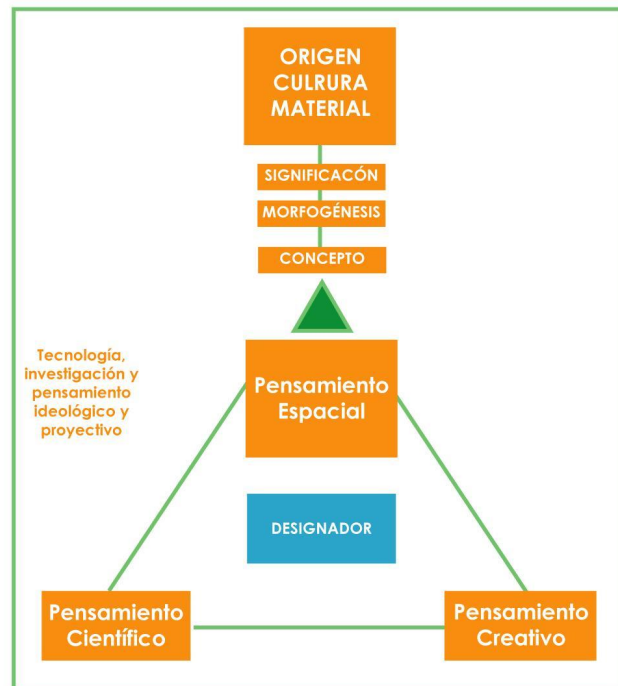 ORIGEN
CULRURA
MATERIAL
SIGNIFICACÓN
MORFOGÉNESIS
CONCEPTO
Tecnología,
investigación y
pensamiento
ideológico y
proyectivo
Pensamiento
Espacial
DESIGNADOR
Pensamiento
Científico
Pensamiento
Creativo